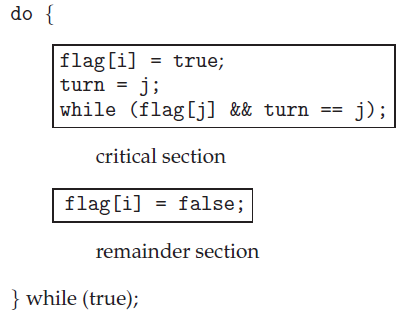 do {
flag[i] = true;
turn = j;
while (flag[j] && turn == j);
critical section
flag[i] = false;
remainder section
} while (true);